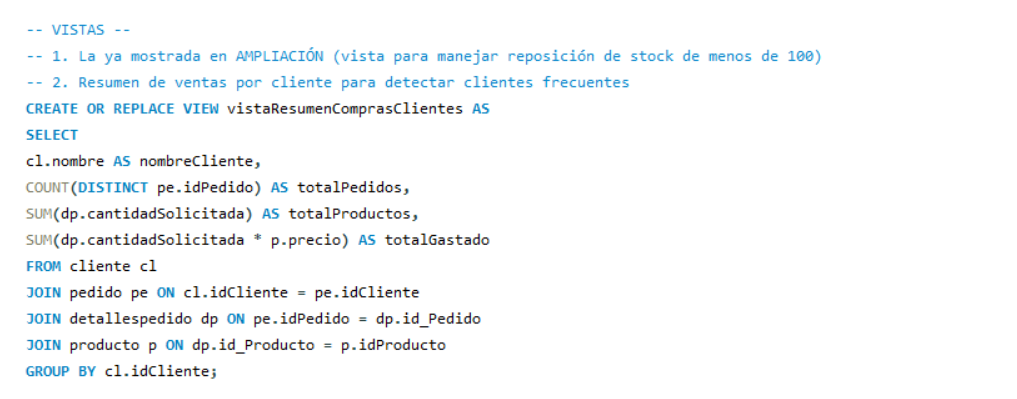 -- VISTAS --
-- 1. La ya mostrada en AMPLIACIÓN (vista para manejar reposición de stock de menos de 100)
-- 2. Resumen de ventas por cliente para detectar clientes frecuentes
CREATE OR REPLACE VIEW vistaResumenComprasClientes AS
SELECT
cl.nombre AS nombreCliente,
COUNT(DISTINCT pe.idPedido) AS totalPedidos,
SUM(dp.cantidadSolicitada) AS totalProductos,
SUM(dp.cantidadSolicitada * p.precio) AS totalGastado
FROM cliente cl
JOIN pedido pe ON cl.idCliente = pe.idCliente
JOIN detallespedido dp ON pe.idPedido = dp.id_Pedido
JOIN producto p ON dp.id_Producto = p.idProducto
GROUP BY cl.idCliente;